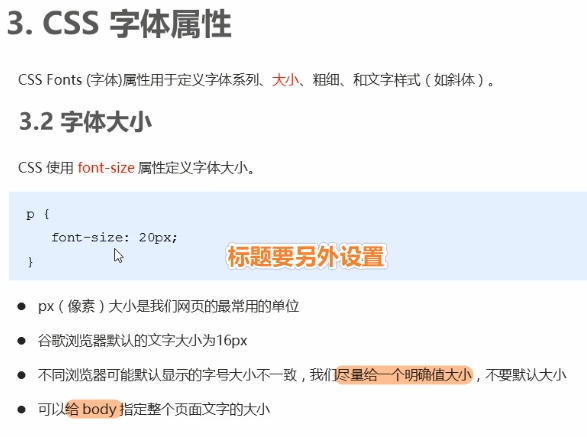 3. CSS 字体属性
CSS Fonts (字体)属性用于定义字体系列、大小、粗细、和文字样式（如斜体）。
3.2 字体大小
CSS 使用 font-size 属性定义字体大小。
p {
font-size: 20px;
}
标题要另外设置
● px（像素）大小是我们网页的最常用的单位
● 谷歌浏览器默认的文字大小为16px
● 不同浏览器可能默认显示的字号大小不一致，我们尽量给一个明确值大小，不要默认大小
● 可以给 body 指定整个页面文字的大小